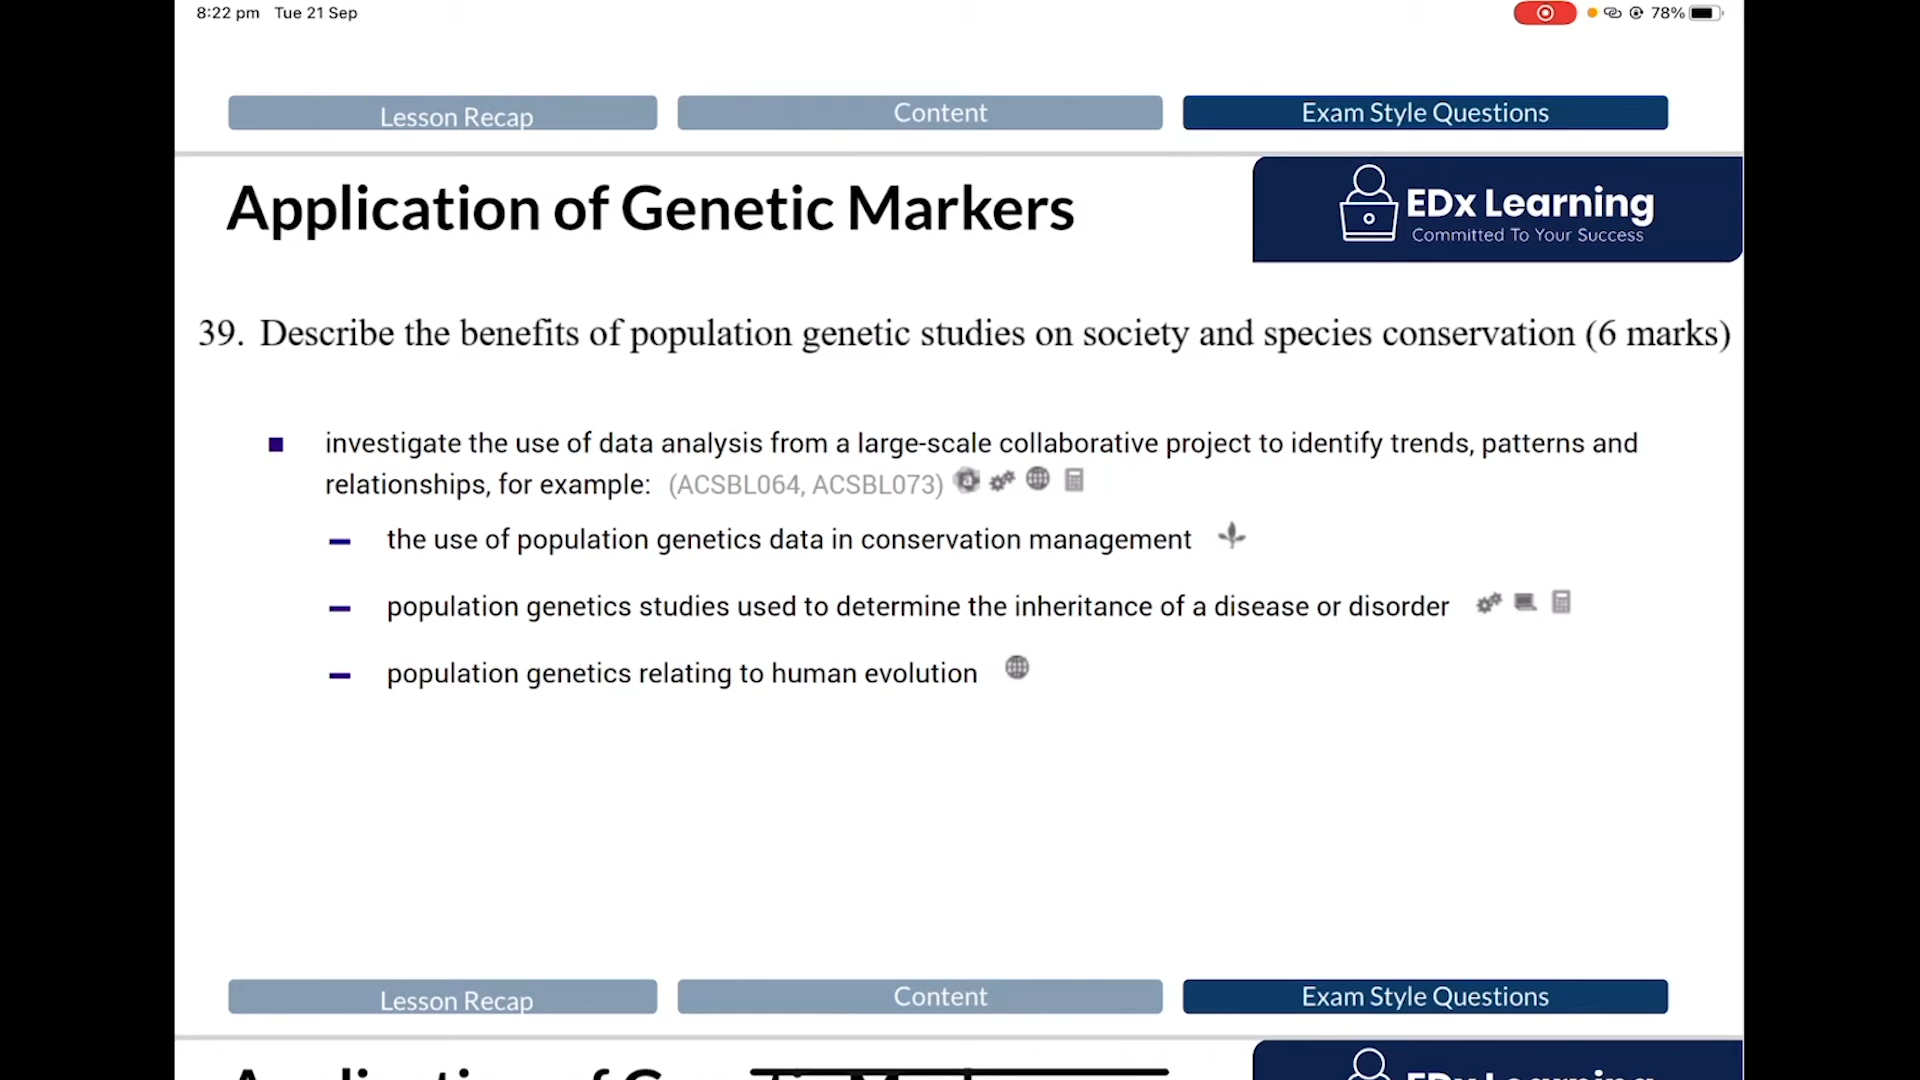 8:22 pm Tue 21 Sep
78%
Lesson Recap
Content
Exam Style Questions
Application of Genetic Markers
EDx Learning
Committed To Your Success
39. Describe the benefits of population genetic studies on society and species conservation (6 marks)
investigate the use of data analysis from a large-scale collaborative project to identify trends, patterns and
relationships, for example: (ACSBL064, ACSBL073)
the use of population genetics data in conservation management
population genetics studies used to determine the inheritance of a disease or disorder
population genetics relating to human evolution
Lesson Recap
Content
Exam Style Questions